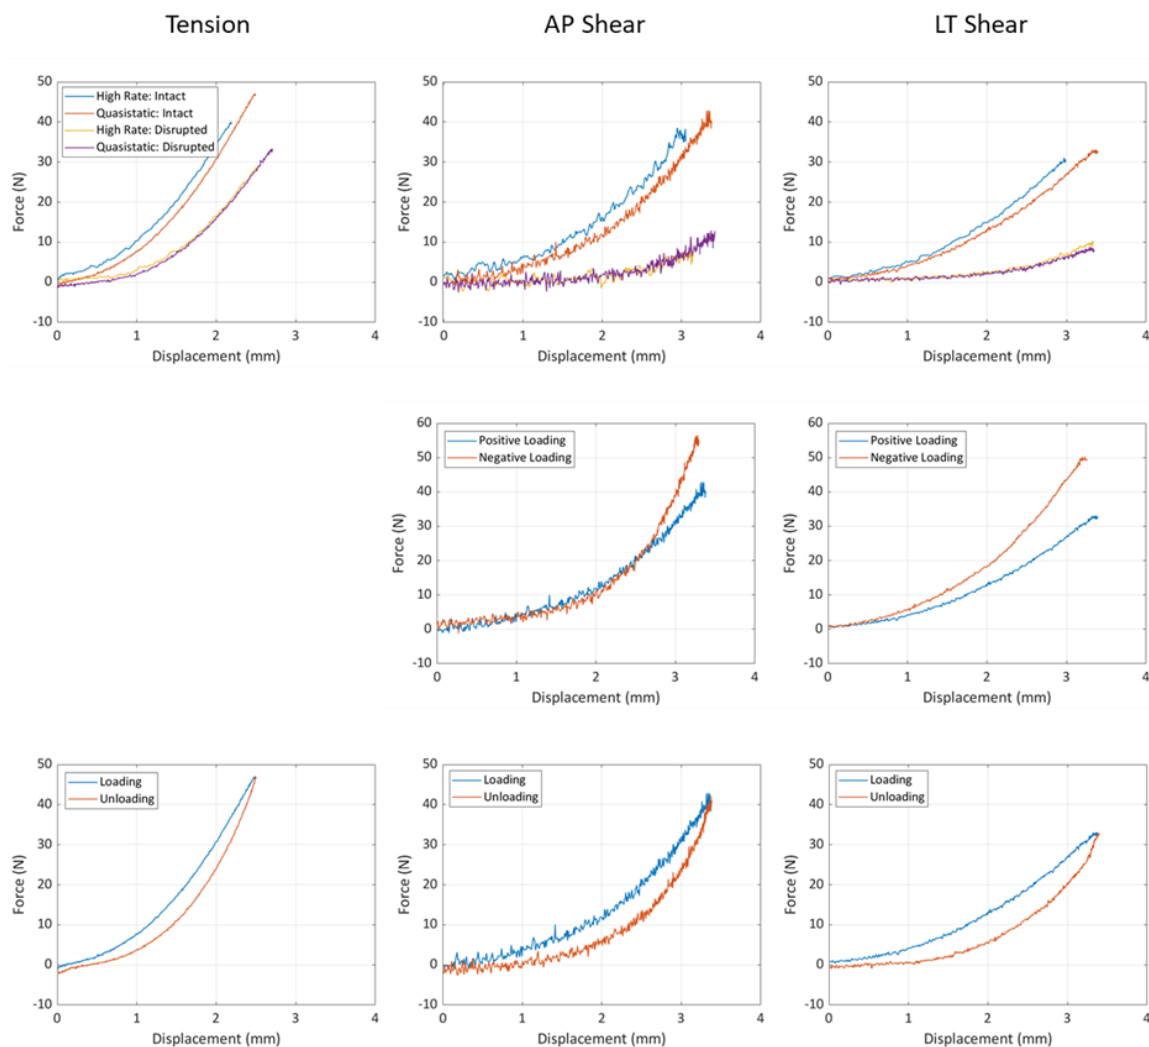 Tension AP Shear LT Shear
50
40
30
20
10
0
-10
Force (N)
High Rate: Intact
Quasistatic: Intact
High Rate: Disrupted
Quasistatic: Disrupted
0 1 2 3 4
Displacement (mm)
50
40
30
20
10
0
-10
Force (N)
0 1 2 3 4
Displacement (mm)
50
40
30
20
10
0
-10
Force (N)
0 1 2 3 4
Displacement (mm)
60
50
40
30
20
10
0
-10
Force (N)
Positive Loading
Negative Loading
0 1 2 3 4
Displacement (mm)
60
50
40
30
20
10
0
-10
Force (N)
Positive Loading
Negative Loading
0 1 2 3 4
Displacement (mm)
50
40
30
20
10
0
-10
Force (N)
Loading
Unloading
0 1 2 3 4
Displacement (mm)
50
40
30
20
10
0
-10
Force (N)
Loading
Unloading
0 1 2 3 4
Displacement (mm)
50
40
30
20
10
0
-10
Force (N)
Loading
Unloading
0 1 2 3 4
Displacement (mm)